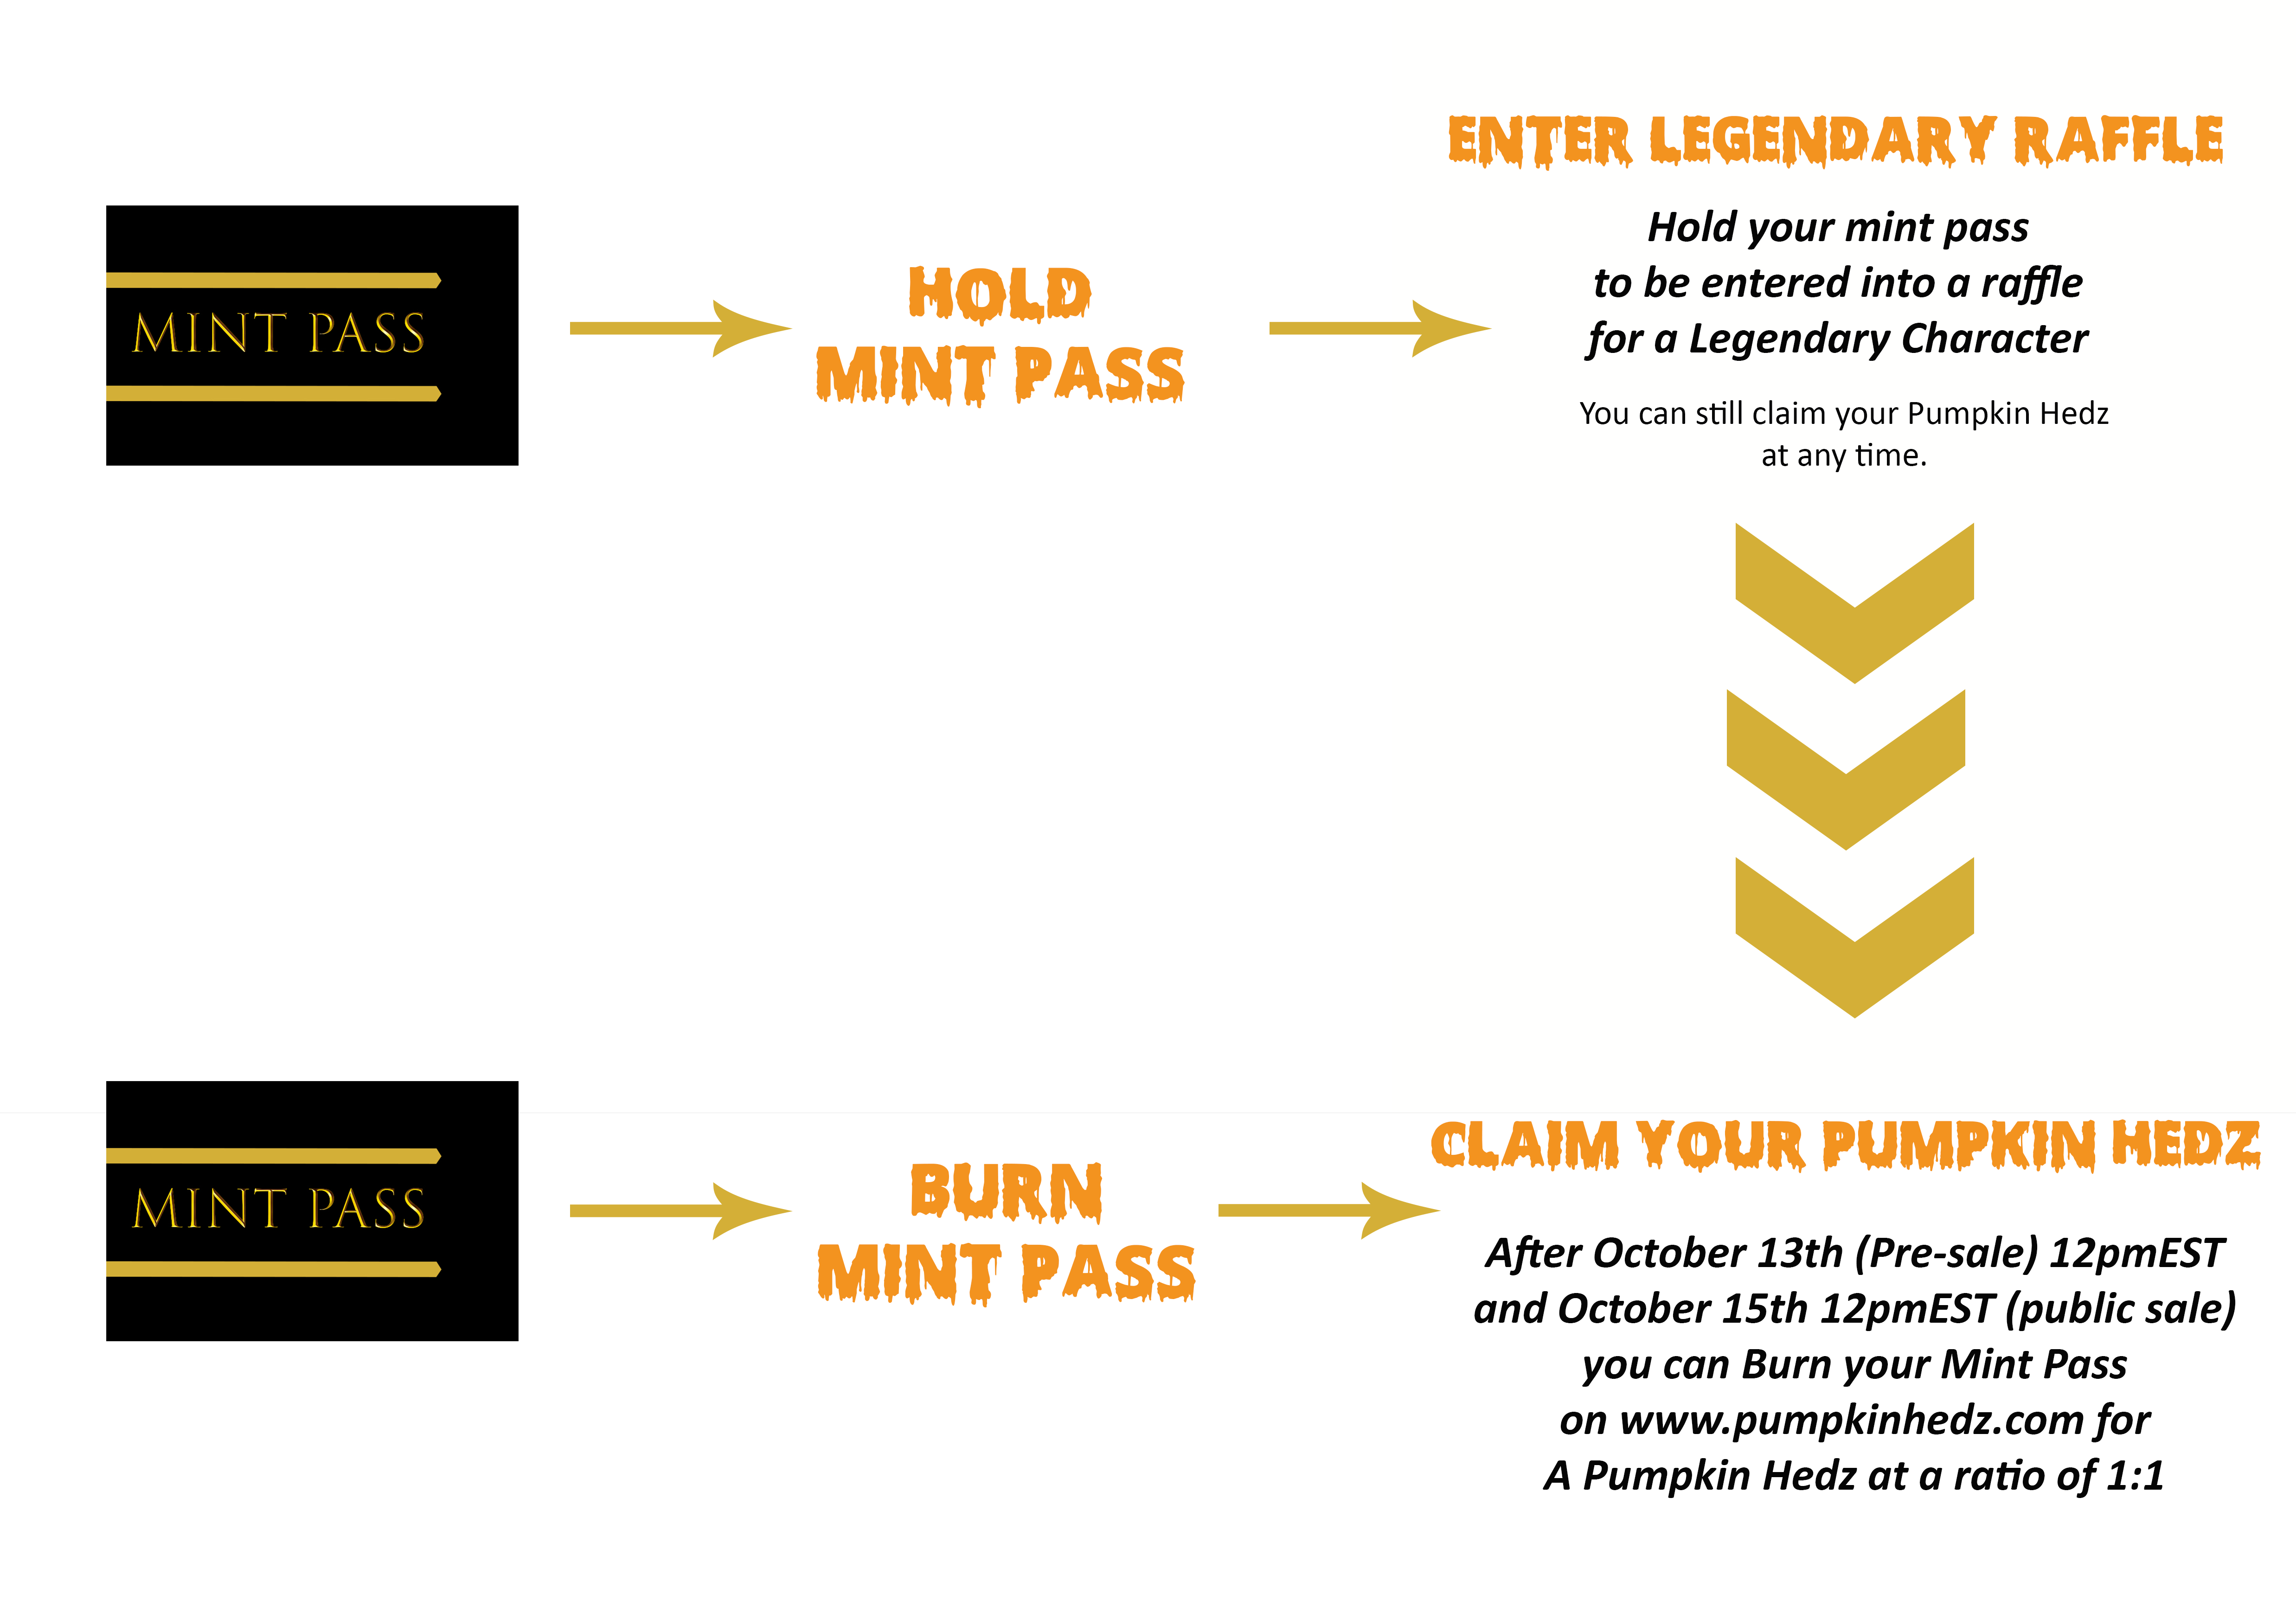 MINT PASS
HOLD
MINT PASS
ENTER LEGENDARY RAFFLE
Hold your mint pass
to be entered into a raffle
for a Legendary Character
You can still claim your Pumpkin Hedz
at any time.
MINT PASS
BURN
MINT PASS
CLAIM YOUR PUMPKIN HEDZ
After October 13th (Pre-sale) 12pmEST
and October 15th 12pmEST (public sale)
you can Burn your Mint Pass
on www.pumpkinhedz.com for
A Pumpkin Hedz at a ratio of 1:1